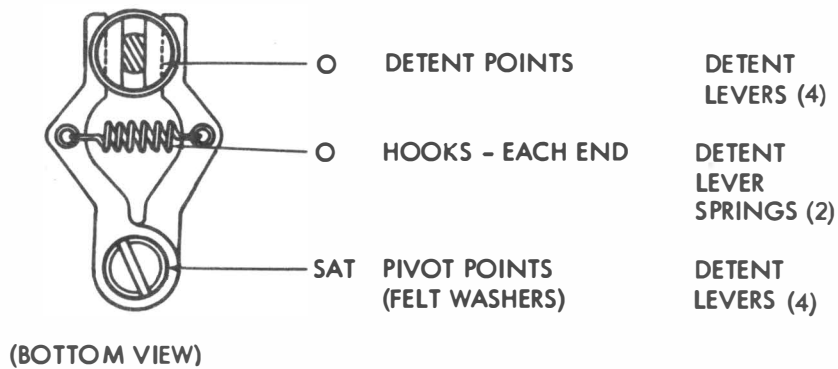 O DETENT POINTS DETENT
LEVERS (4)
O HOOKS - EACH END DETENT
LEVER
SPRINGS (2)
SAT PIVOT POINTS DETENT
(FELT WASHERS) LEVERS (4)
(BOTTOM VIEW)